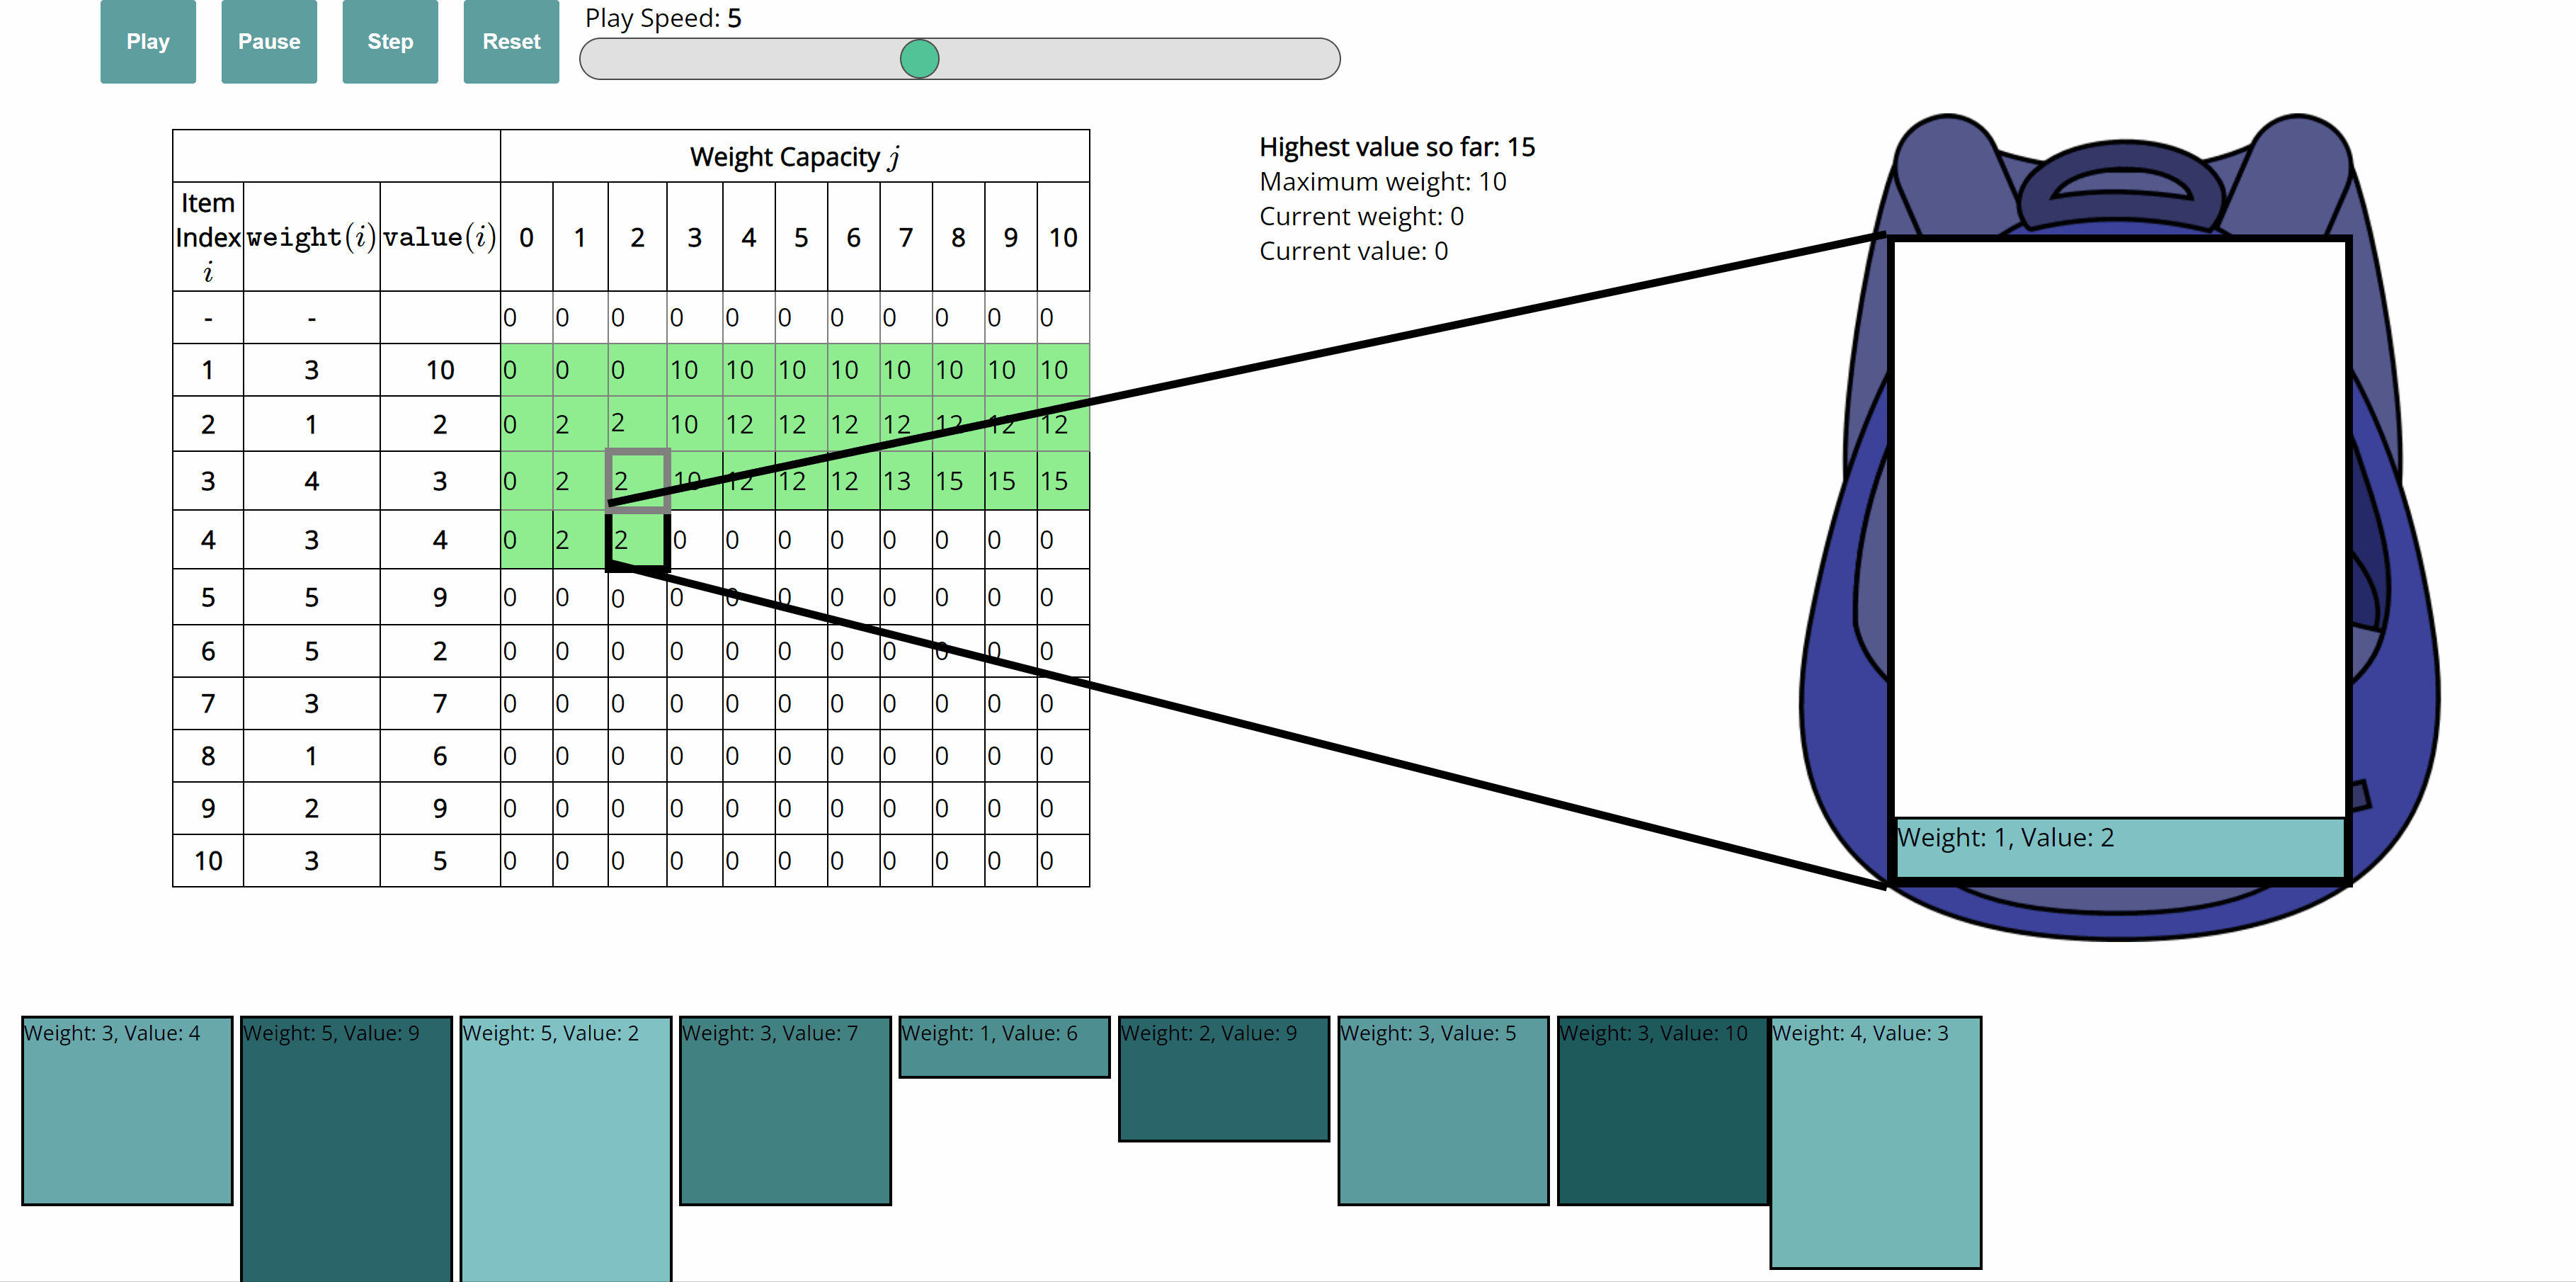 Play Pause Step Reset
Play Speed: 5
Weight Capacity j
Item Index i weight(i) value(i) 0 1 2 3 4 5 6 7 8 9 10
- - 0 0 0 0 0 0 0 0 0 0 0
1 3 10 0 0 0 10 10 10 10 10 10 10 10
2 1 2 0 2 2 10 12 12 12 12 12 12 12
3 4 3 0 2 2 10 12 12 12 13 15 15 15
4 3 4 0 2 2 0 0 0 0 0 0 0 0
5 5 9 0 0 0 0 0 0 0 0 0 0 0
6 5 2 0 0 0 0 0 0 0 0 0 0 0
7 3 7 0 0 0 0 0 0 0 0 0 0 0
8 1 6 0 0 0 0 0 0 0 0 0 0 0
9 2 9 0 0 0 0 0 0 0 0 0 0 0
10 3 5 0 0 0 0 0 0 0 0 0 0 0
Highest value so far: 15
Maximum weight: 10
Current weight: 0
Current value: 0
Weight: 1, Value: 2
Weight: 3, Value: 4
Weight: 5, Value: 9
Weight: 5, Value: 2
Weight: 3, Value: 7
Weight: 1, Value: 6
Weight: 2, Value: 9
Weight: 3, Value: 5
Weight: 3, Value: 10
Weight: 4, Value: 3